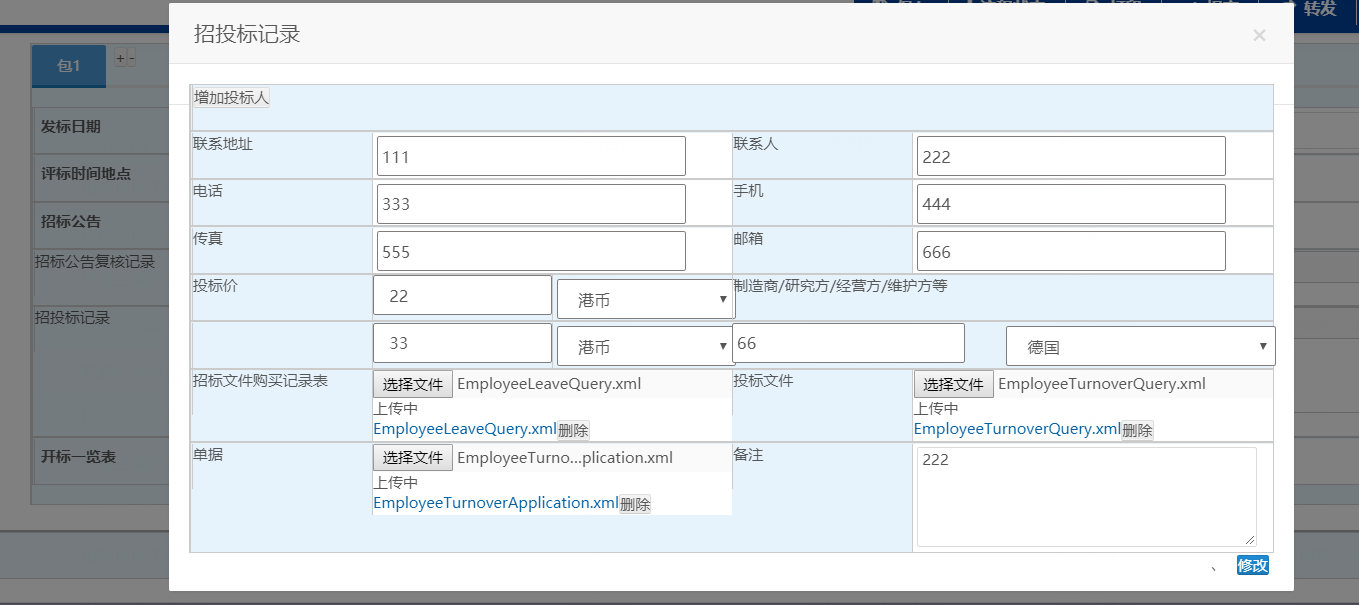 转发
招投标记录
×
包1
+
-
增加投标人
发标日期
联系地址
111
联系人
222
评标时间地点
电话
333
手机
444
招标公告
传真
555
邮箱
666
招标公告复核记录
投标价
22
港币
制造商/研究方/经营方/维护方等
招投标记录
33
港币
66
德国
招标文件购买记录表
选择文件 EmployeeLeaveQuery.xml
上传中
EmployeeLeaveQuery.xml删除
投标文件
选择文件 EmployeeTurnoverQuery.xml
上传中
EmployeeTurnoverQuery.xml删除
开标一览表
单据
选择文件 EmployeeTurno...plication.xml
上传中
EmployeeTurnoverApplication.xml删除
备注
222
、
修改